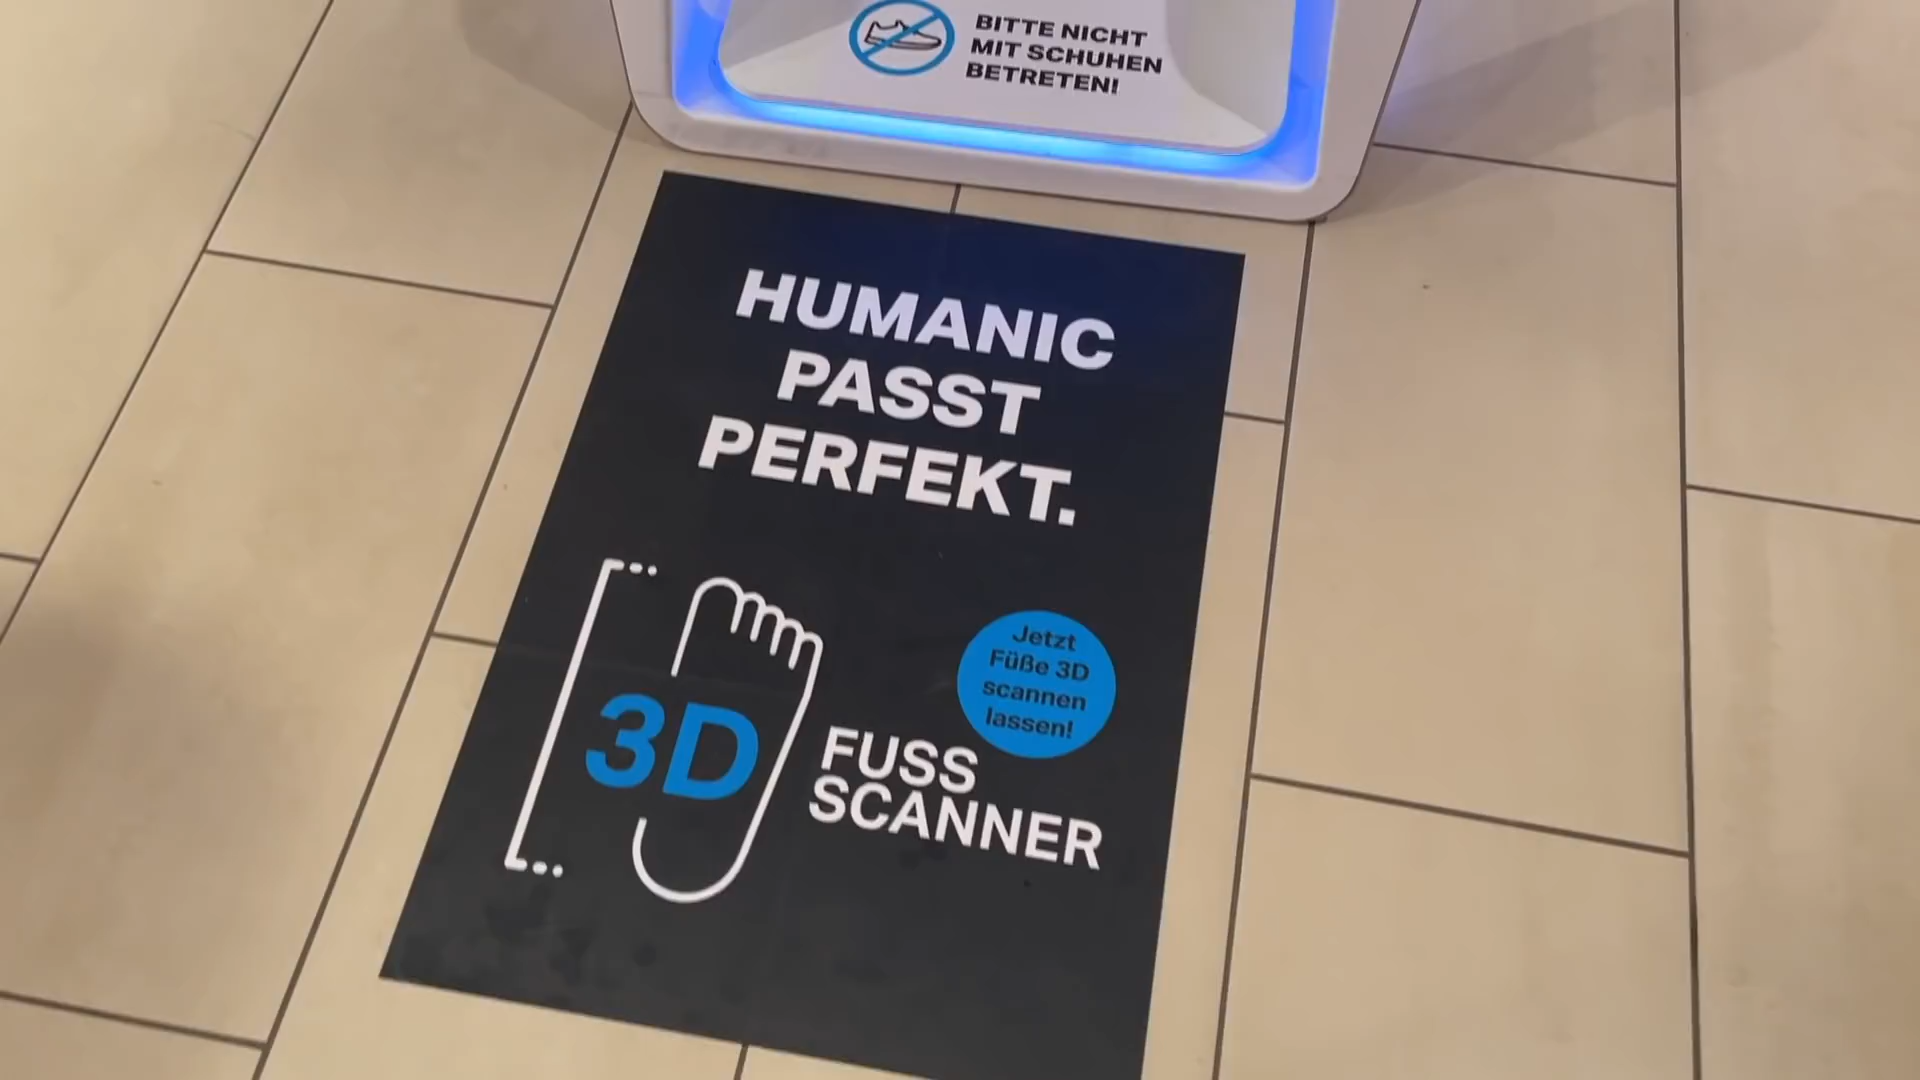 BITTE NICHT
MIT SCHUHEN
BETRETEN!
HUMANIC
PASST
PERFEKT.
Jetzt
Füße 3D
scannen
lassen!
3D
FUSS
SCANNER